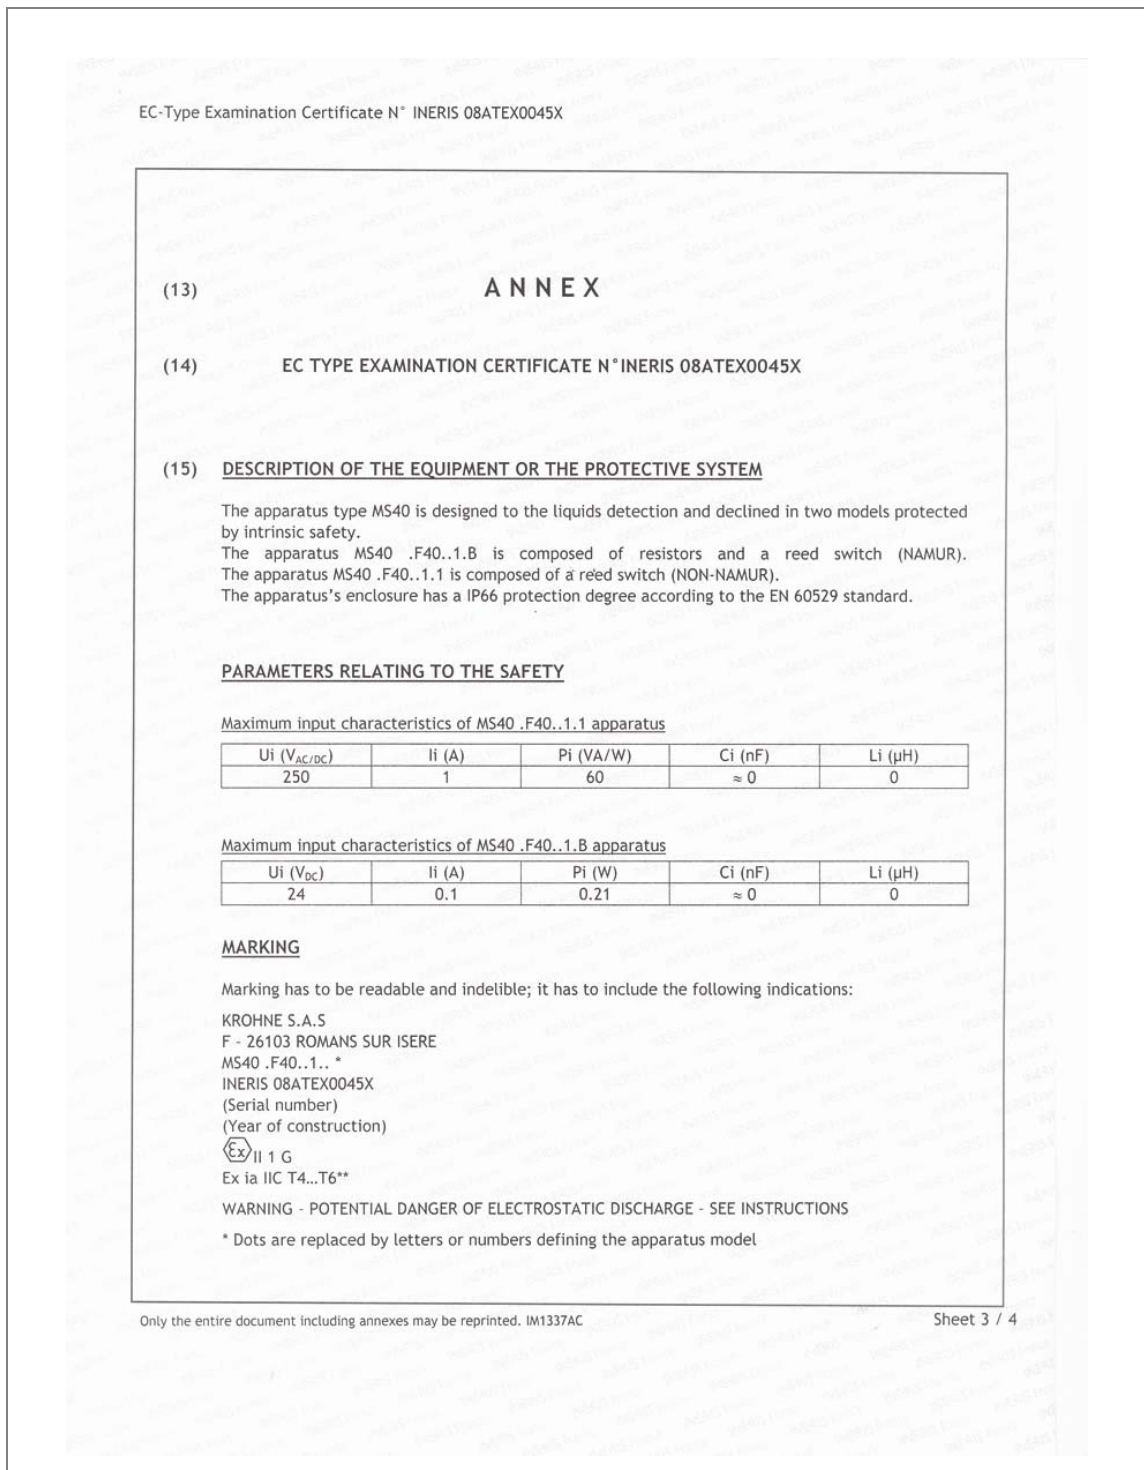 EC-Type Examination Certificate N° INERIS 08ATEX0045X
(13) ANNEX
(14) EC TYPE EXAMINATION CERTIFICATE N°INERIS 08ATEX0045X
(15) DESCRIPTION OF THE EQUIPMENT OR THE PROTECTIVE SYSTEM
The apparatus type MS40 is designed to the liquids detection and declined in two models protected
by intrinsic safety.
The apparatus MS40 .F40..1.B is composed of resistors and a reed switch (NAMUR).
The apparatus MS40 .F40..1.1 is composed of a reed switch (NON-NAMUR).
The apparatus's enclosure has a IP66 protection degree according to the EN 60529 standard.
PARAMETERS RELATING TO THE SAFETY
Maximum input characteristics of MS40 .F40..1.1 apparatus
Ui (VAC/DC) Ii (A) Pi (VA/W) Ci (nF) Li (µH)
250 1 60 ≈ 0 0
Maximum input characteristics of MS40 .F40..1.B apparatus
Ui (VDC) Ii (A) Pi (W) Ci (nF) Li (µH)
24 0.1 0.21 ≈ 0 0
MARKING
Marking has to be readable and indelible; it has to include the following indications:
KROHNE S.A.S
F - 26103 ROMANS SUR ISERE
MS40 .F40..1.. *
INERIS 08ATEX0045X
(Serial number)
(Year of construction)
Ex II 1 G
Ex ia IIC T4...T6**
WARNING - POTENTIAL DANGER OF ELECTROSTATIC DISCHARGE - SEE INSTRUCTIONS
* Dots are replaced by letters or numbers defining the apparatus model
Only the entire document including annexes may be reprinted. IM1337AC
Sheet 3 / 4